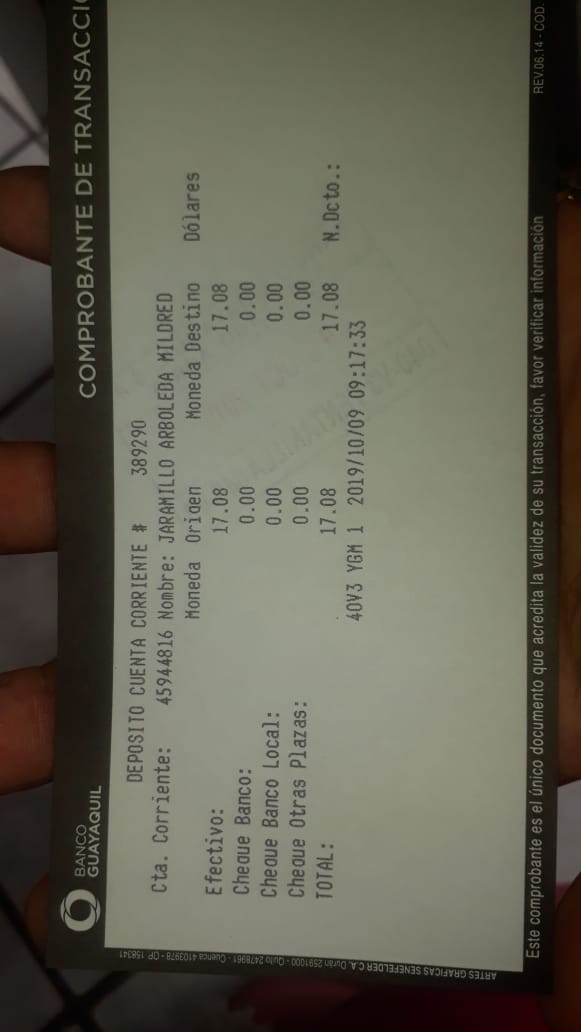 BANCO
GUAYAQUIL
COMPROBANTE DE TRANSACCIÓ
DEPOSITO CUENTA CORRIENTE # 389290
Cta. Corriente: 45944816 Nombre: JARAMILLO ARBOLEDA MILDRED
Moneda Origen Moneda Destino Dólares
Efectivo: 17.08 17.08
Cheque Banco: 0.00 0.00
Cheque Banco Local: 0.00 0.00
Cheque Otras Plazas: 0.00 0.00
TOTAL: 17.08 17.08 N.Dcto.:
40V3 YGM 1 2019/10/09 09:17:33
ARTES GRAFICAS SENEFELDER C.A. Durán 2591000 - Quito 2478961 - Cuenca 4103978 - OP 158341
Este comprobante es el único documento que acredita la validez de su transacción, favor verificar información
REV.06.14 - COD.